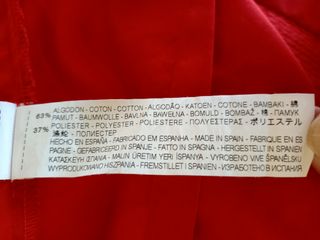 63% ALGODON - COTON - COTTON - ALGODÃO - KATOEN - COTONE - BAMBAKI - 綿
PAMUT - BAUMWOLLE - BAVLNA - BAWEŁNA - BOMULD - BOMBAŽ - 棉 - ПАМУК
37% POLIESTER - POLYESTER - POLIESTERE - ΠΟΛΥΕΣΤΕΡΑΣ - ポリエステル
涤纶 - ПОЛИЕСТЕР
HECHO EN ESPAÑA - FABRICADO EM ESPANHA - MADE IN SPAIN - FABRIQUE EN ES
PAGNE - GEFABRICEERD IN SPANJE - FATTO IN SPAGNA - HERGESTELLT IN SPANIEN
ΚΑΤΑΣΚΕΥΗ ΙΣΠΑΝΙΑ - MALIN ÜRETIM YERI ISPANYA - VYROBENO VE ŠPANĚLSKU
WYPRODUKOWANO HISZPANIA - FREMSTILLET I SPANIEN - ИЗРАБОТЕНО В ИСПАНИЯ